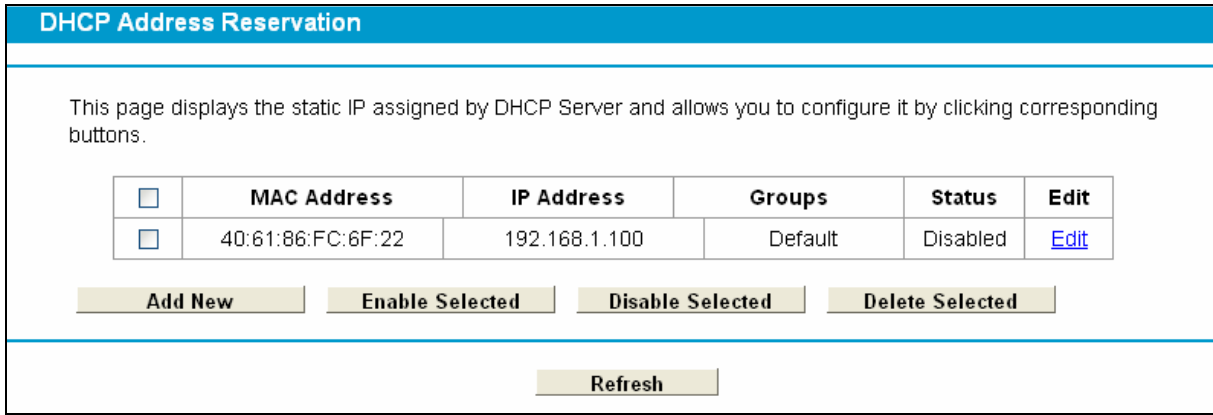 DHCP Address Reservation
This page displays the static IP assigned by DHCP Server and allows you to configure it by clicking corresponding
buttons.
MAC Address IP Address Groups Status Edit
40:61:86:FC:6F:22 192.168.1.100 Default Disabled Edit
Add New Enable Selected Disable Selected Delete Selected
Refresh